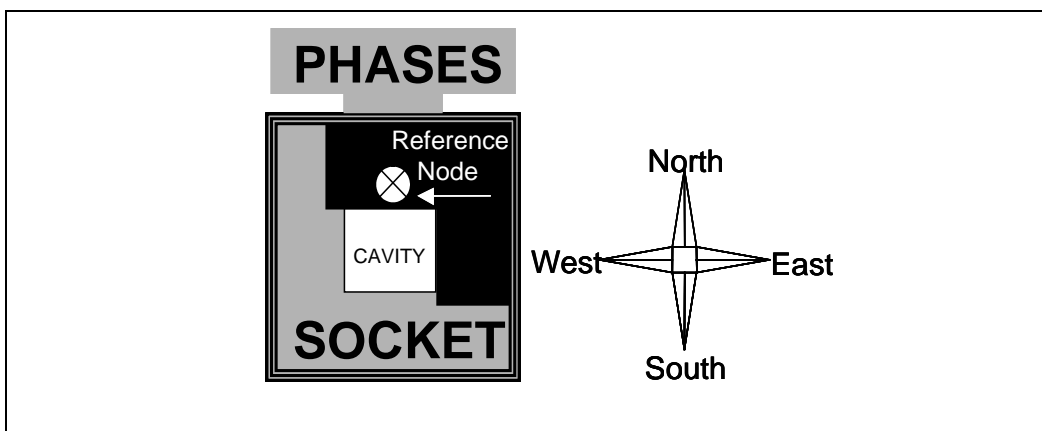 PHASES
Reference
Node
CAVITY
SOCKET
North
West
East
South